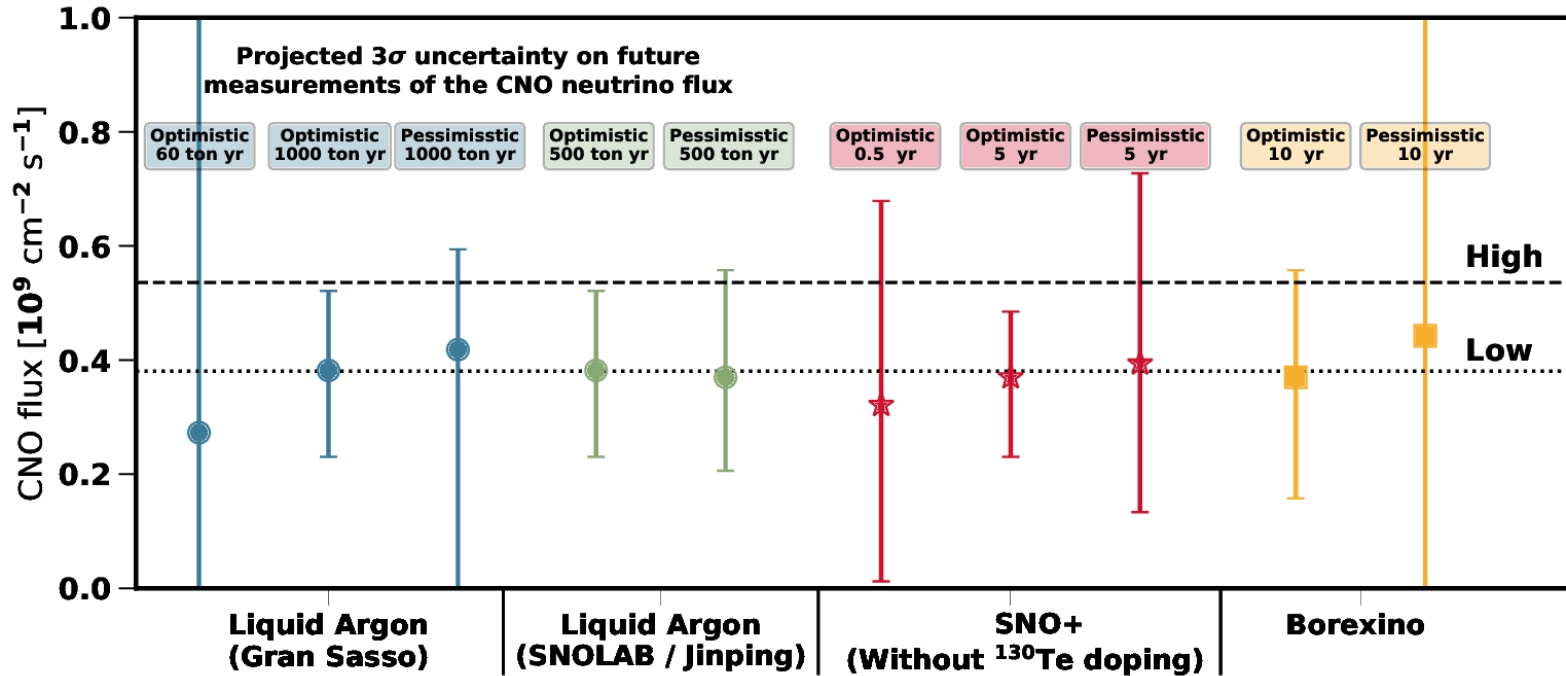 1.0
0.8
0.6
0.4
0.2
0.0
CNO flux [10⁹ cm⁻² s⁻¹]
Projected 3σ uncertainty on future
measurements of the CNO neutrino flux
Optimistic
60 ton yr
Optimistic
1000 ton yr
Pessimisstic
1000 ton yr
Optimistic
500 ton yr
Pessimisstic
500 ton yr
Optimistic
0.5 yr
Optimistic
5 yr
Pessimisstic
5 yr
Optimistic
10 yr
Pessimisstic
10 yr
High
Low
Liquid Argon
(Gran Sasso)
Liquid Argon
(SNOLAB / Jinping)
SNO+
(Without ¹³⁰Te doping)
Borexino